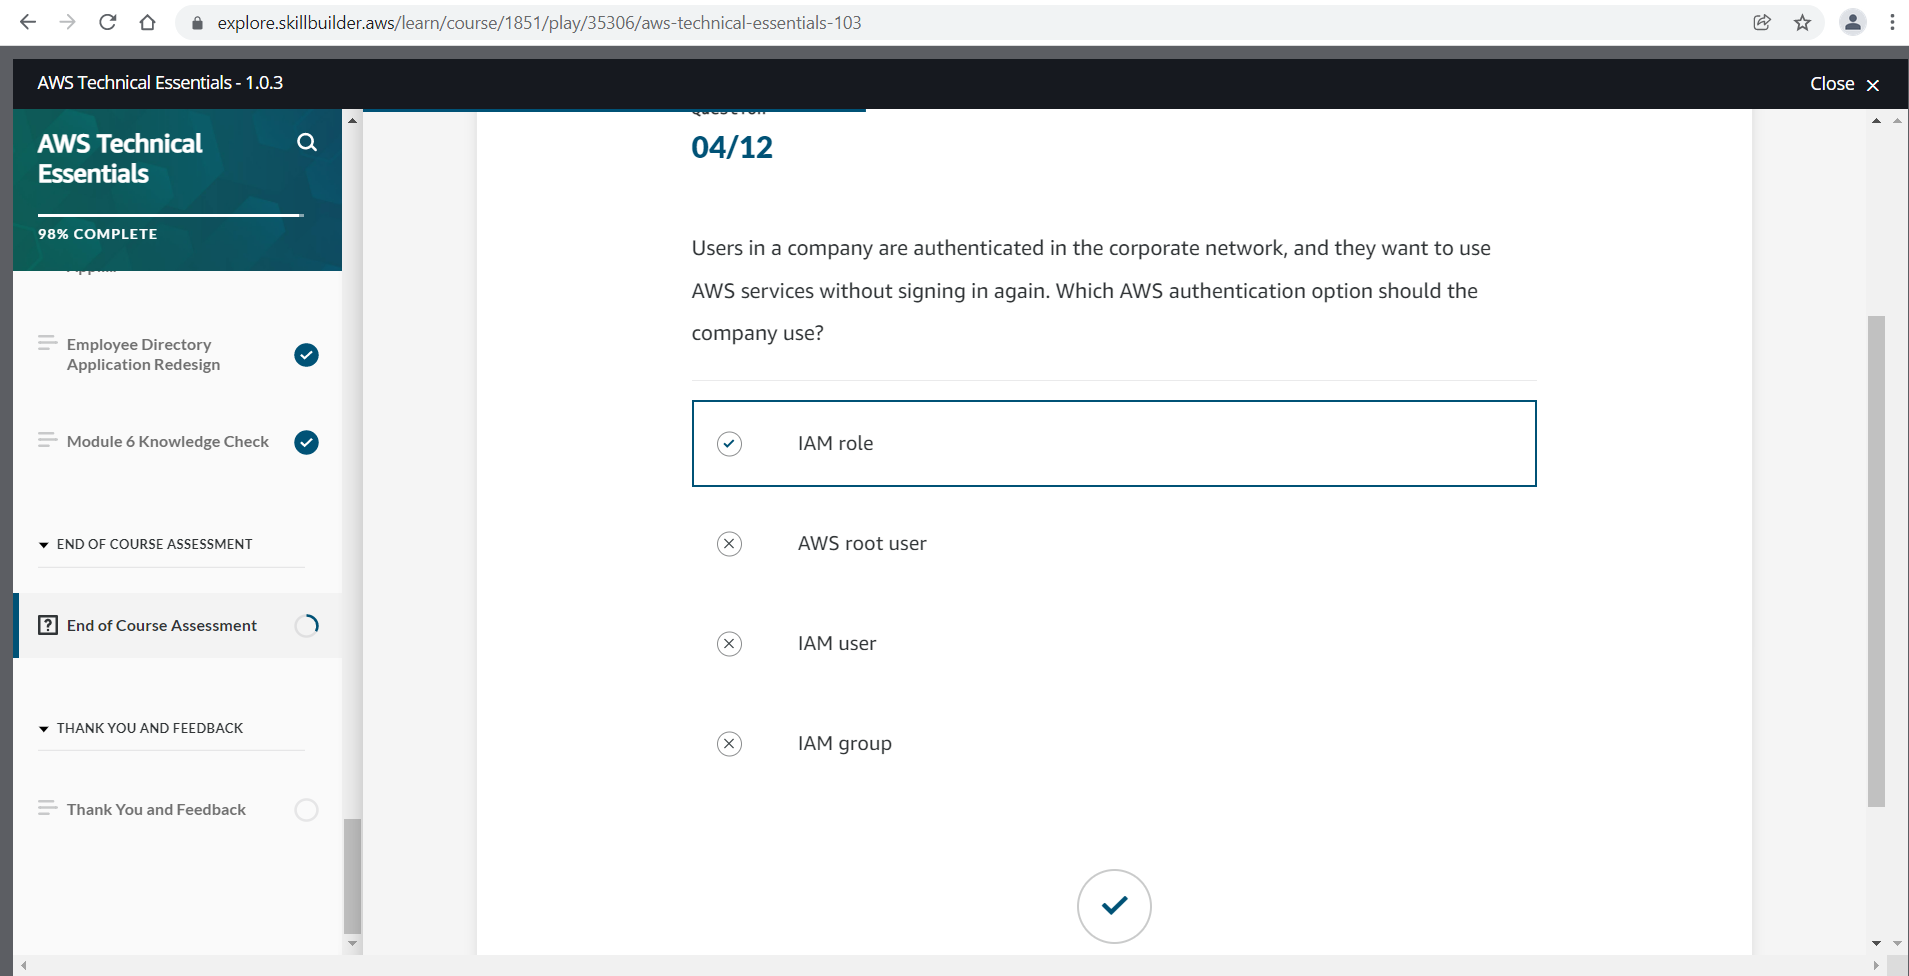 explore.skillbuilder.aws/learn/course/1851/play/35306/aws-technical-essentials-103
AWS Technical Essentials - 1.0.3
Close
AWS Technical
Essentials
98% COMPLETE
Employee Directory
Application Redesign
Module 6 Knowledge Check
END OF COURSE ASSESSMENT
End of Course Assessment
THANK YOU AND FEEDBACK
Thank You and Feedback
04/12
Users in a company are authenticated in the corporate network, and they want to use
AWS services without signing in again. Which AWS authentication option should the
company use?
IAM role
AWS root user
IAM user
IAM group